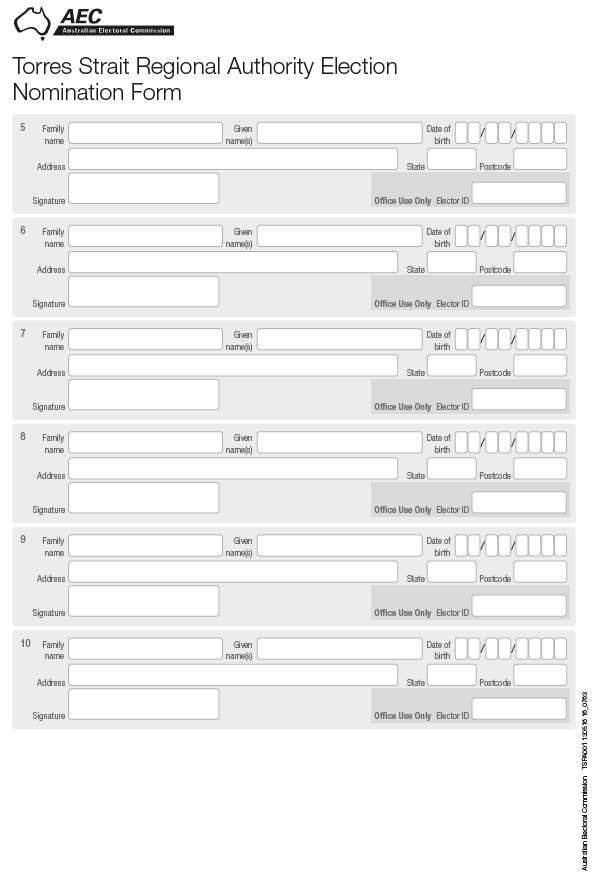 AEC
Australian Electoral Commission
Torres Strait Regional Authority Election
Nomination Form
5 Family name Given name(s) Date of birth / /
Address State Postcode
Signature Office Use Only Elector ID
6 Family name Given name(s) Date of birth / /
Address State Postcode
Signature Office Use Only Elector ID
7 Family name Given name(s) Date of birth / /
Address State Postcode
Signature Office Use Only Elector ID
8 Family name Given name(s) Date of birth / /
Address State Postcode
Signature Office Use Only Elector ID
9 Family name Given name(s) Date of birth / /
Address State Postcode
Signature Office Use Only Elector ID
10 Family name Given name(s) Date of birth / /
Address State Postcode
Signature Office Use Only Elector ID
Australian Electoral Commission TSRA001 130516 16_0763